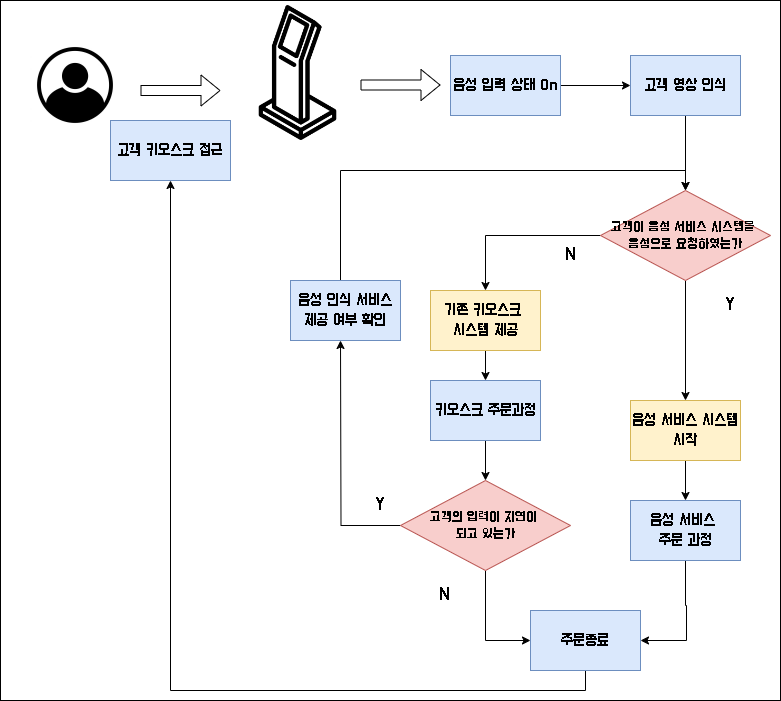 음성 입력 상태 On
고객 영상 인식
고객 키오스크 접근
고객이 음성 서비스 시스템을
음성으로 요청하였는가
N
Y
음성 인식 서비스
제공 여부 확인
기존 키오스크
시스템 제공
키오스크 주문과정
음성 서비스 시스템
시작
고객의 입력이 지연이
되고 있는가
Y
N
음성 서비스
주문 과정
주문종료